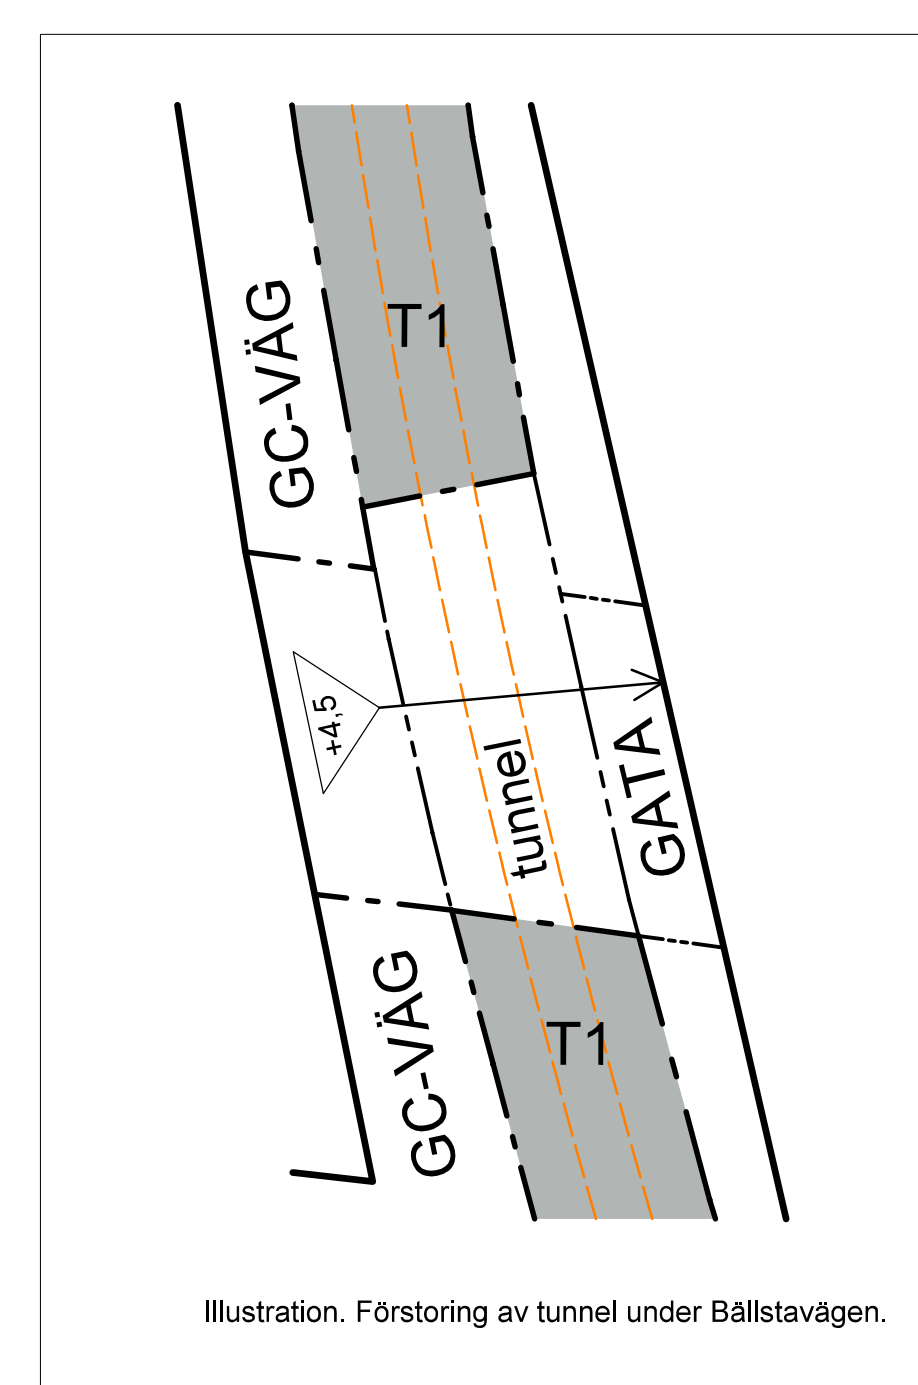 T1
GC-VÄG
+4,5
tunnel
GATA
GC-VÄG
T1
Illustration. Förstoring av tunnel under Bällstavägen.